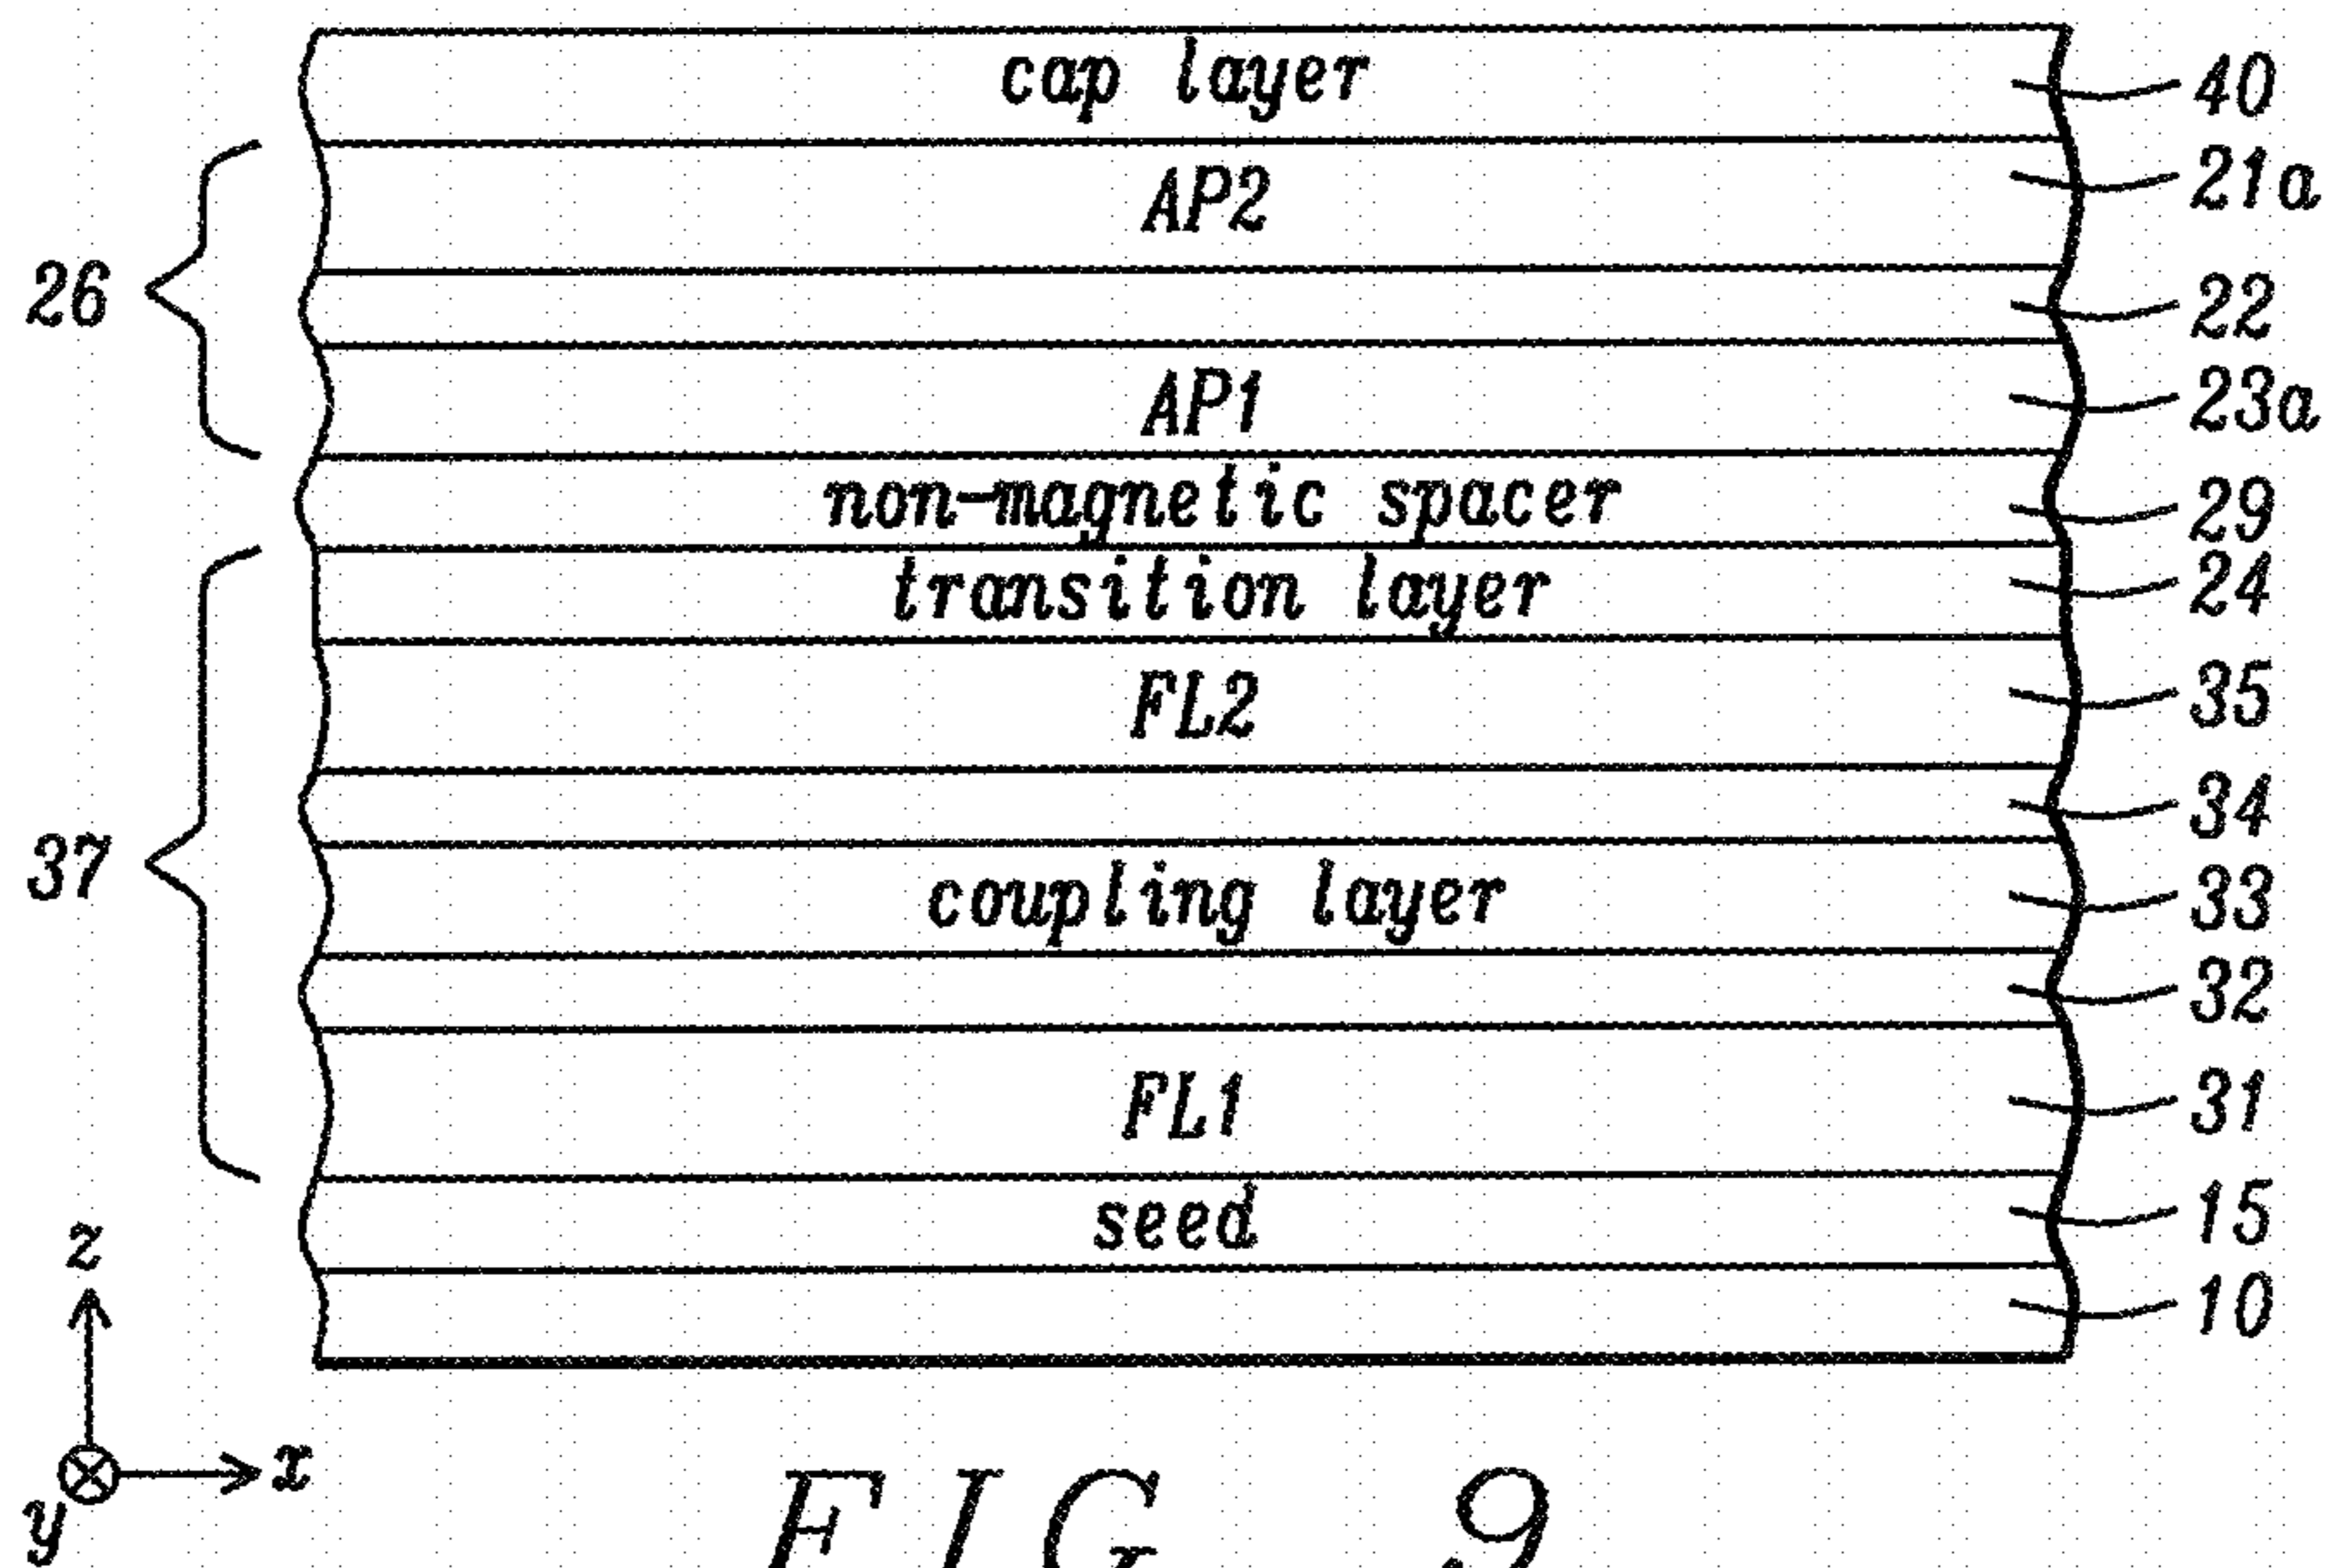 cap layer 40
AP2 21a
26 22
AP1 23a
non-magnetic spacer 29
transition layer 24
FL2 35
34
37 coupling layer 33
32
FL1 31
seed 15
z
10
x
y
FIG. 9